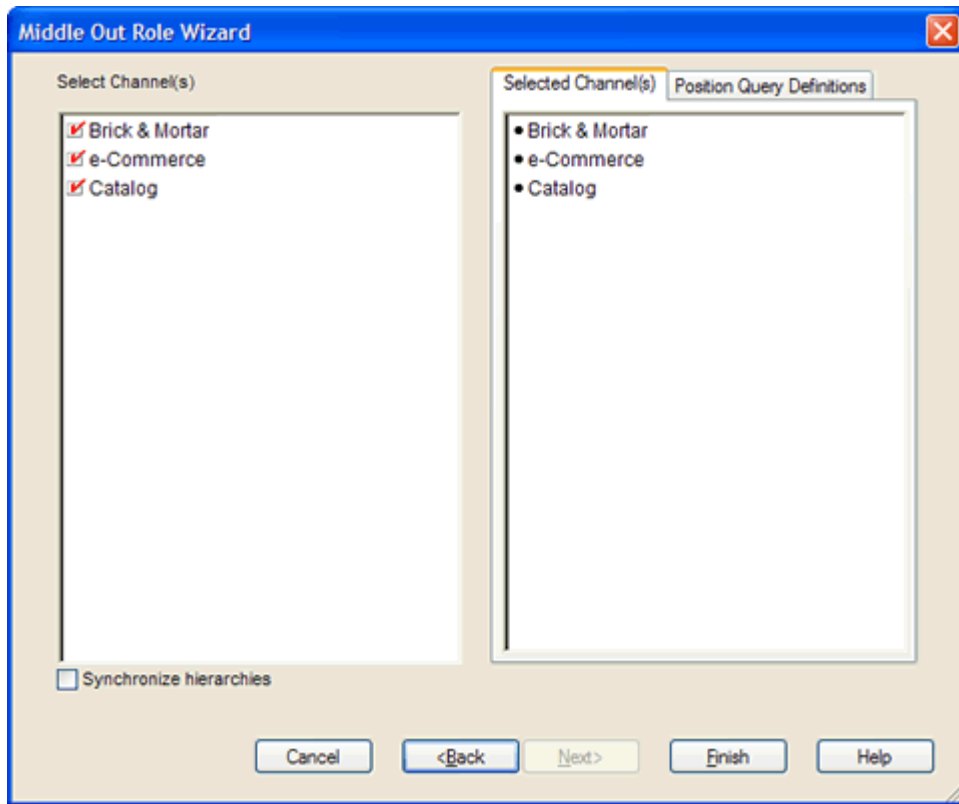 Middle Out Role Wizard
Select Channel(s)
Selected Channel(s) Position Query Definitions
Brick & Mortar
e-Commerce
Catalog
• Brick & Mortar
• e-Commerce
• Catalog
Synchronize hierarchies
Cancel <Back Next> Finish Help